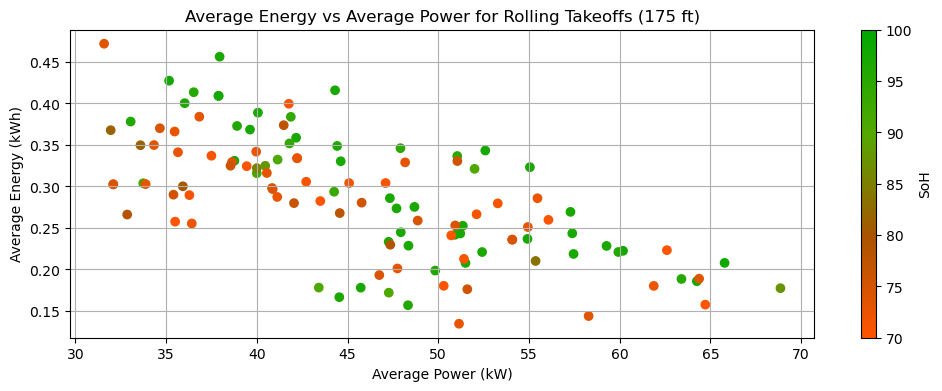 Average Energy vs Average Power for Rolling Takeoffs (175 ft)
Average Energy (kWh)
0.45
0.40
0.35
0.30
0.25
0.20
0.15
30 35 40 45 50 55 60 65 70
Average Power (kW)
100
95
90
85
80
75
70
SoH